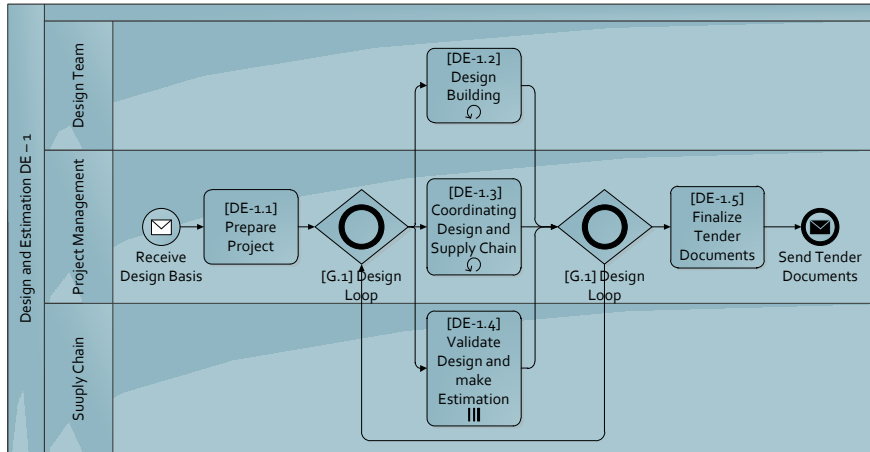 Design and Estimation DE – 1
Design Team
[DE-1.2]
Design
Building
Project Management
Receive
Design Basis
[DE-1.1]
Prepare
Project
[G.1] Design
Loop
[DE-1.3]
Coordinating
Design and
Supply Chain
[G.1] Design
Loop
[DE-1.5]
Finalize
Tender
Documents
Send Tender
Documents
Suuply Chain
[DE-1.4]
Validate
Design and
make
Estimation